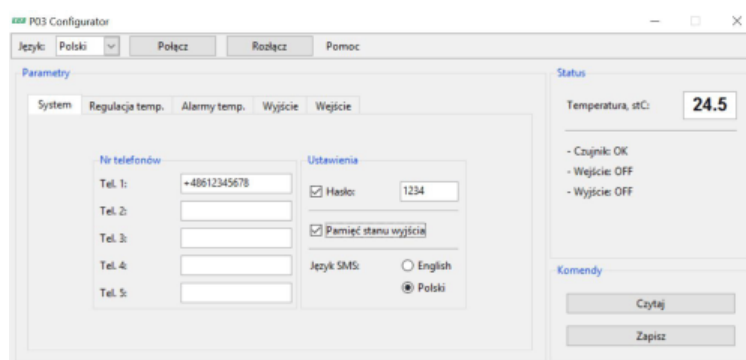 P03 Configurator
Język: Polski Połącz Rozłącz Pomoc
Parametry
System Regulacja temp. Alarmy temp. Wyjście Wejście
Nr telefonów
Tel. 1: +48612345678
Tel. 2:
Tel. 3:
Tel. 4:
Tel. 5:
Ustawienia
Hasło: 1234
Pamięć stanu wyjścia
Język SMS: English
Polski
Status
Temperatura, stC: 24.5
- Czujnik: OK
- Wejście: OFF
- Wyjście: OFF
Komendy
Czytaj
Zapisz